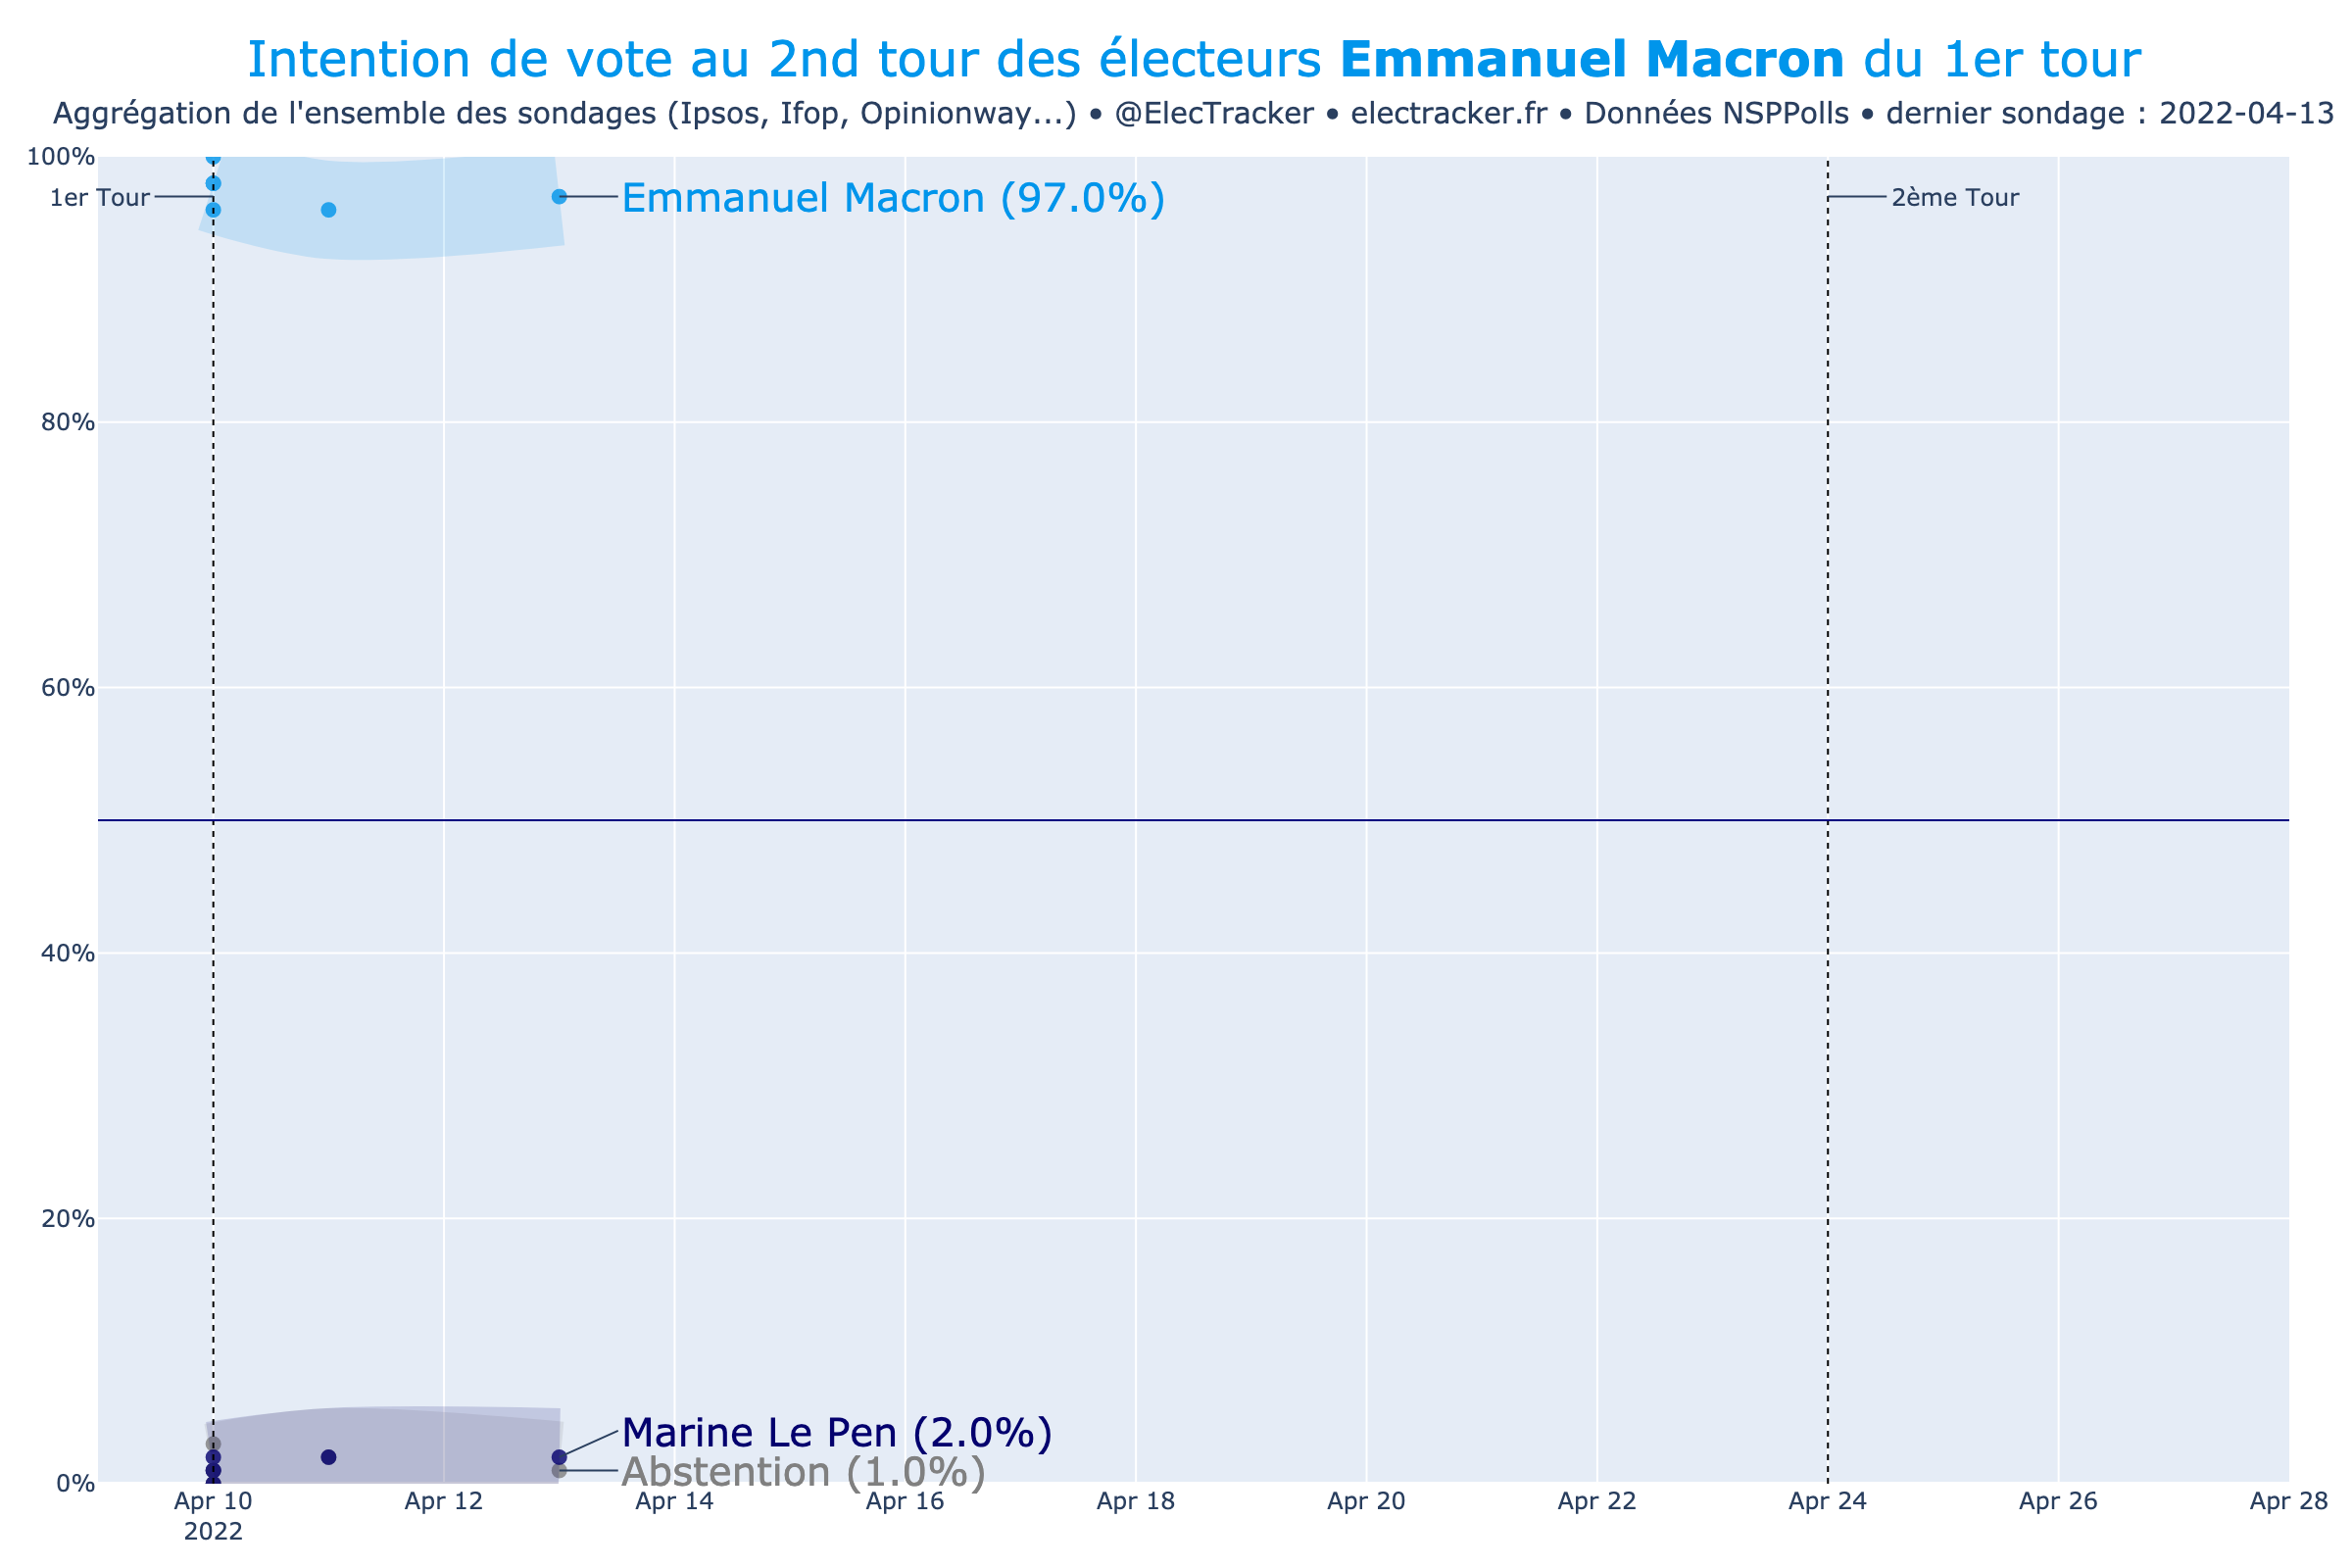 Intention de vote au 2nd tour des électeurs Emmanuel Macron du 1er tour
Aggrégation de l'ensemble des sondages (Ipsos, Ifop, Opinionway...) • @ElecTracker • electracker.fr • Données NSPPolls • dernier sondage : 2022-04-13
100%
1er Tour
Emmanuel Macron (97.0%)
2ème Tour
80%
60%
40%
20%
Marine Le Pen (2.0%)
Abstention (1.0%)
0%
Apr 10 Apr 12 Apr 14 Apr 16 Apr 18 Apr 20 Apr 22 Apr 24 Apr 26 Apr 28
2022